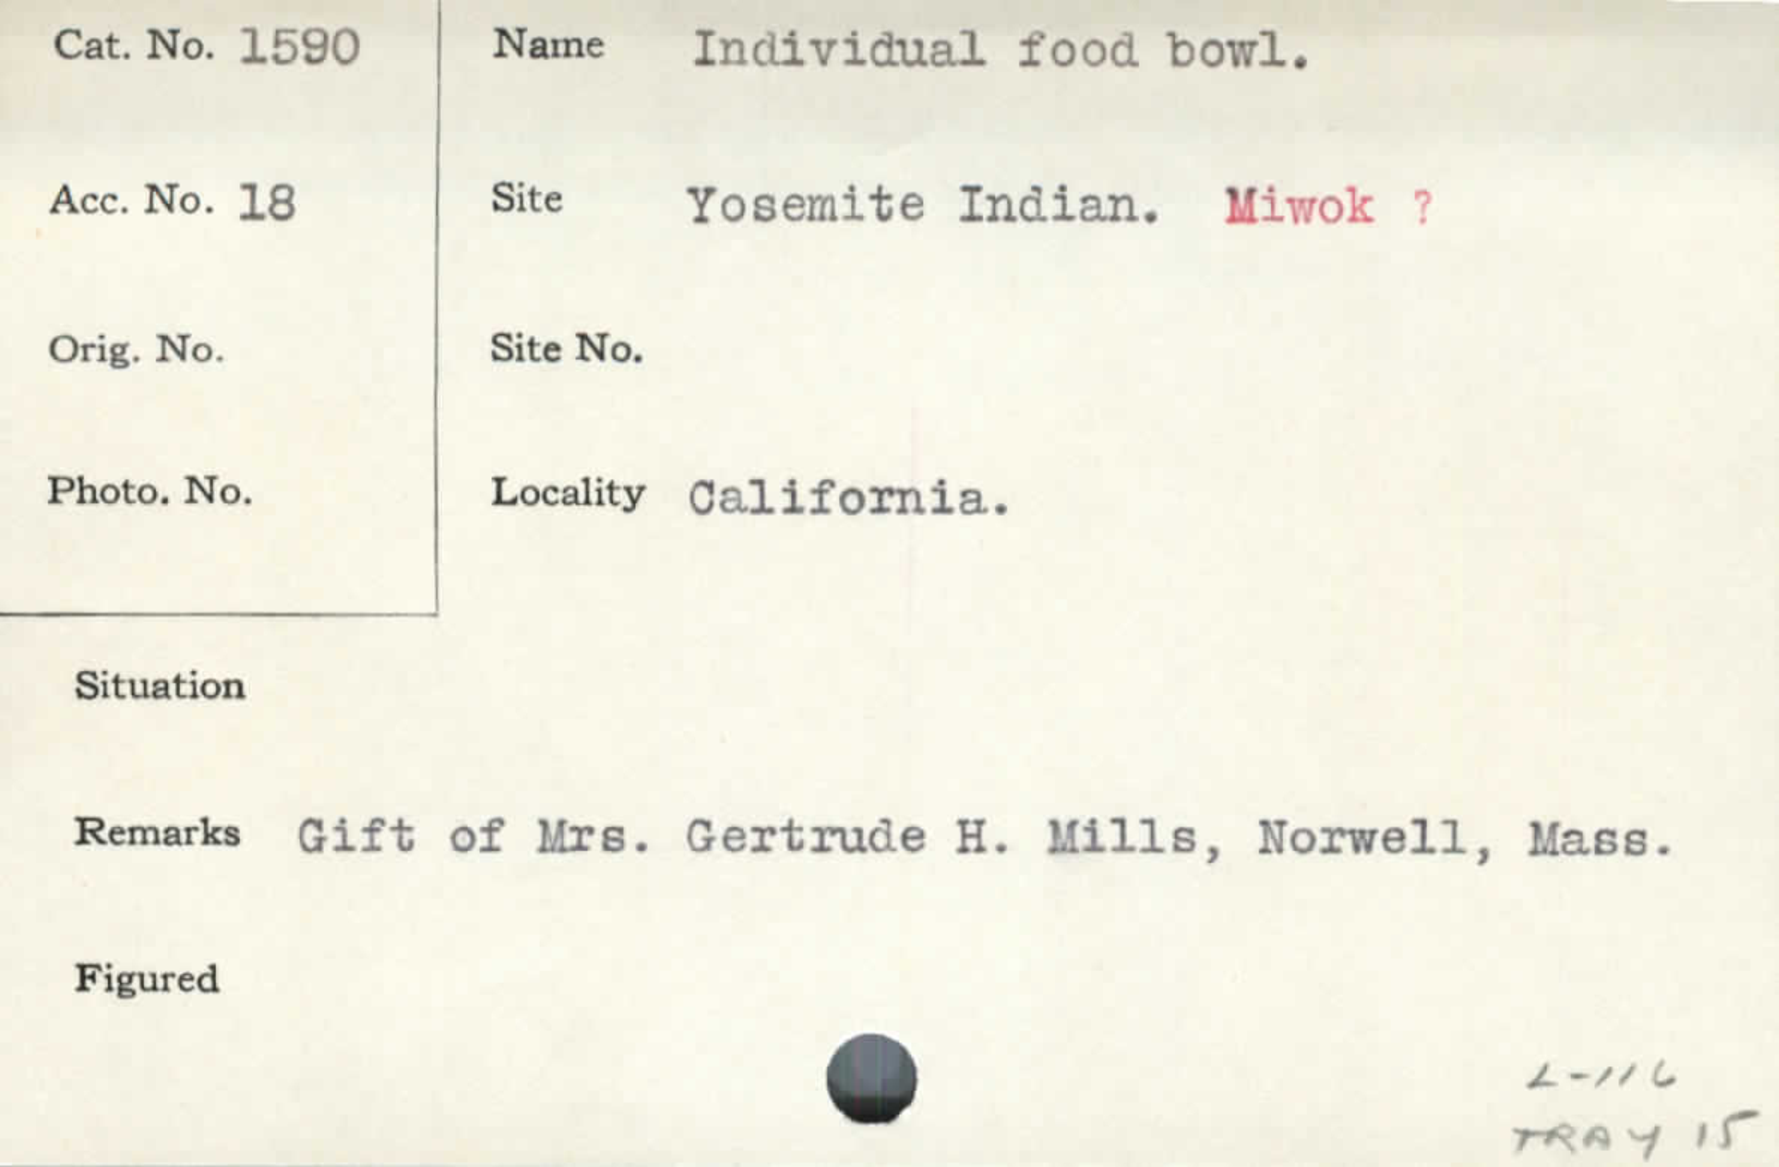 Cat. No. 1590
Name Individual food bowl.
Acc. No. 18
Site Yosemite Indian. Miwok ?
Orig. No.
Site No.
Photo. No.
Locality California.
Situation
Remarks Gift of Mrs. Gertrude H. Mills, Norwell, Mass.
Figured
L-116
TRAY 15